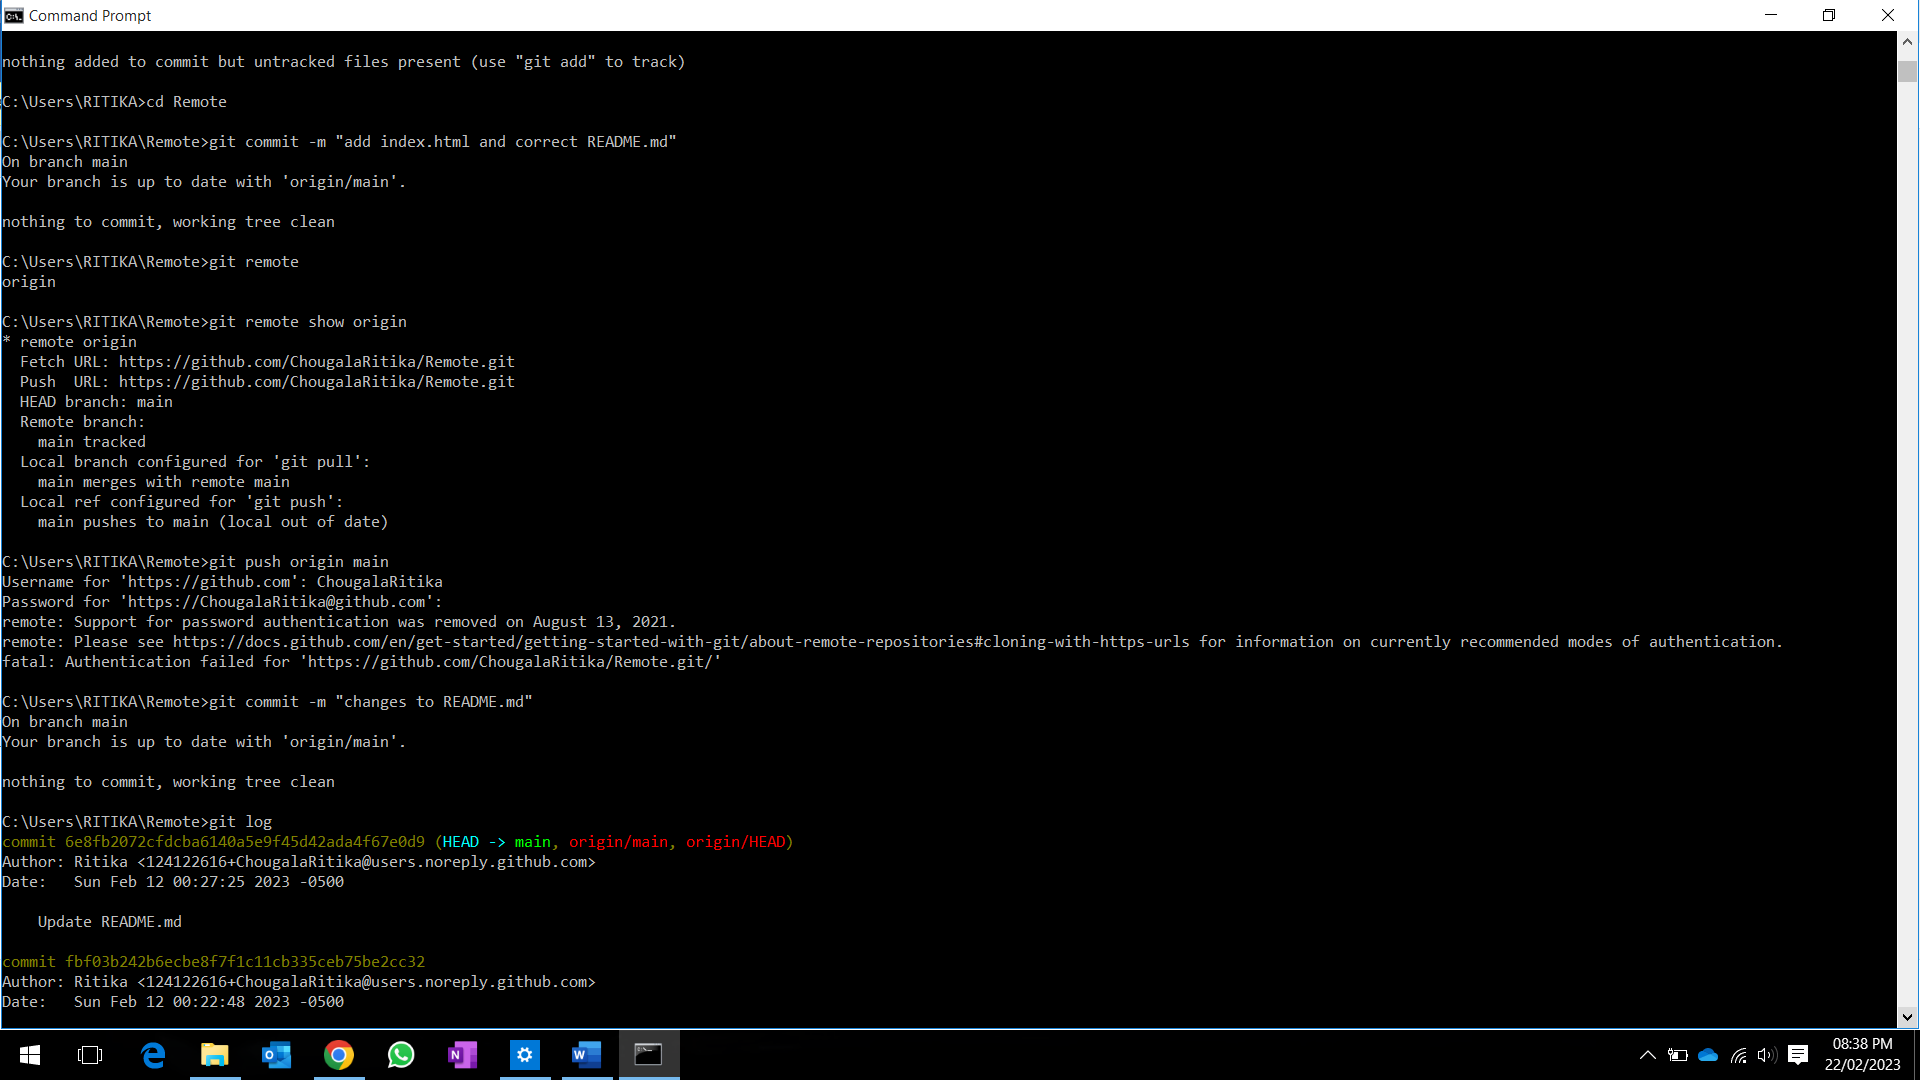 Command Prompt
nothing added to commit but untracked files present (use "git add" to track)
C:\Users\RITIKA>cd Remote
C:\Users\RITIKA\Remote>git commit -m "add index.html and correct README.md"
On branch main
Your branch is up to date with 'origin/main'.
nothing to commit, working tree clean
C:\Users\RITIKA\Remote>git remote
origin
C:\Users\RITIKA\Remote>git remote show origin
* remote origin
  Fetch URL: https://github.com/ChougalaRitika/Remote.git
  Push  URL: https://github.com/ChougalaRitika/Remote.git
  HEAD branch: main
  Remote branch:
    main tracked
  Local branch configured for 'git pull':
    main merges with remote main
  Local ref configured for 'git push':
    main pushes to main (local out of date)
C:\Users\RITIKA\Remote>git push origin main
Username for 'https://github.com': ChougalaRitika
Password for 'https://ChougalaRitika@github.com':
remote: Support for password authentication was removed on August 13, 2021.
remote: Please see https://docs.github.com/en/get-started/getting-started-with-git/about-remote-repositories#cloning-with-https-urls for information on currently recommended modes of authentication.
fatal: Authentication failed for 'https://github.com/ChougalaRitika/Remote.git/'
C:\Users\RITIKA\Remote>git commit -m "changes to README.md"
On branch main
Your branch is up to date with 'origin/main'.
nothing to commit, working tree clean
C:\Users\RITIKA\Remote>git log
commit 6e8fb2072cfdcba6140a5e9f45d42ada4f67e0d9 (HEAD -> main, origin/main, origin/HEAD)
Author: Ritika <124122616+ChougalaRitika@users.noreply.github.com>
Date:   Sun Feb 12 00:27:25 2023 -0500
    Update README.md
commit fbf03b242b6ecbe8f7f1c11cb335ceb75be2cc32
Author: Ritika <124122616+ChougalaRitika@users.noreply.github.com>
Date:   Sun Feb 12 00:22:48 2023 -0500
08:38 PM
22/02/2023